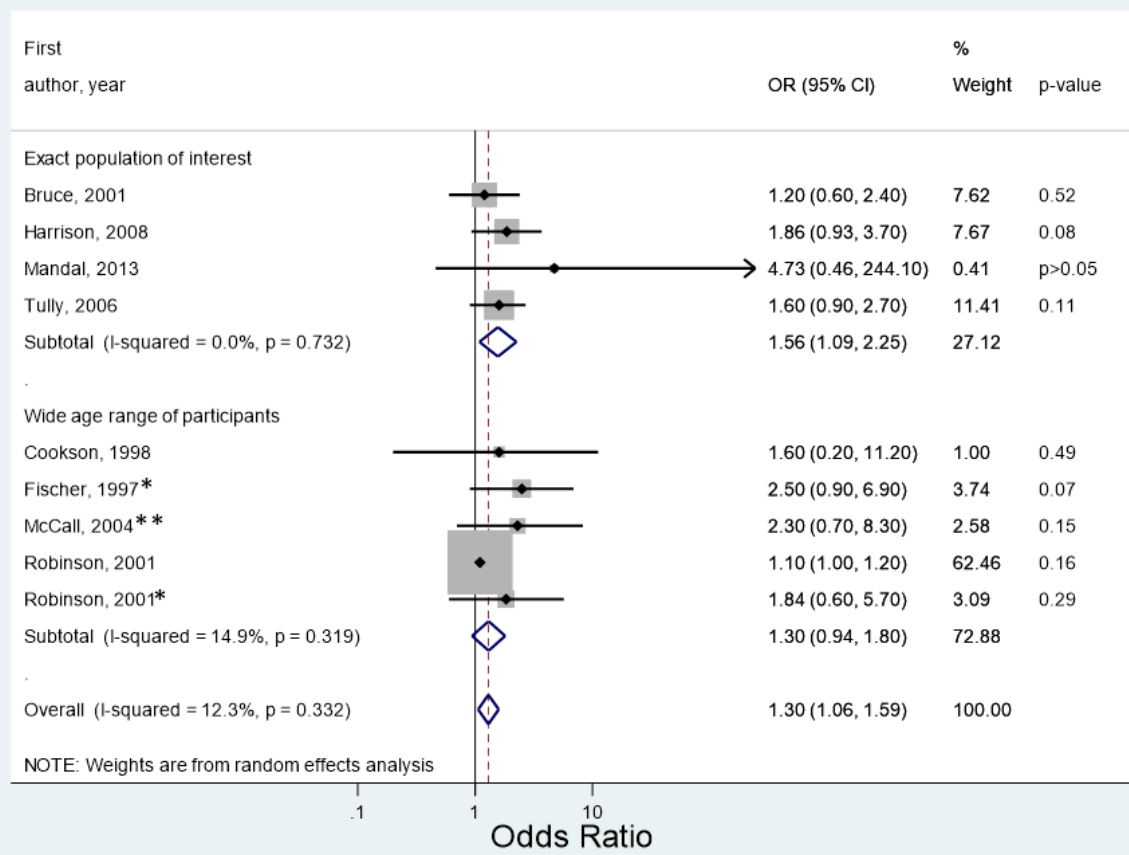 First %
author, year OR (95% CI) Weight p-value
Exact population of interest
Bruce, 2001 1.20 (0.60, 2.40) 7.62 0.52
Harrison, 2008 1.86 (0.93, 3.70) 7.67 0.08
Mandal, 2013 4.73 (0.46, 244.10) 0.41 p>0.05
Tully, 2006 1.60 (0.90, 2.70) 11.41 0.11
Subtotal (I-squared = 0.0%, p = 0.732) 1.56 (1.09, 2.25) 27.12
.
Wide age range of participants
Cookson, 1998 1.60 (0.20, 11.20) 1.00 0.49
Fischer, 1997* 2.50 (0.90, 6.90) 3.74 0.07
McCall, 2004** 2.30 (0.70, 8.30) 2.58 0.15
Robinson, 2001 1.10 (1.00, 1.20) 62.46 0.16
Robinson, 2001* 1.84 (0.60, 5.70) 3.09 0.29
Subtotal (I-squared = 14.9%, p = 0.319) 1.30 (0.94, 1.80) 72.88
.
Overall (I-squared = 12.3%, p = 0.332) 1.30 (1.06, 1.59) 100.00
NOTE: Weights are from random effects analysis
.1 1 10
Odds Ratio